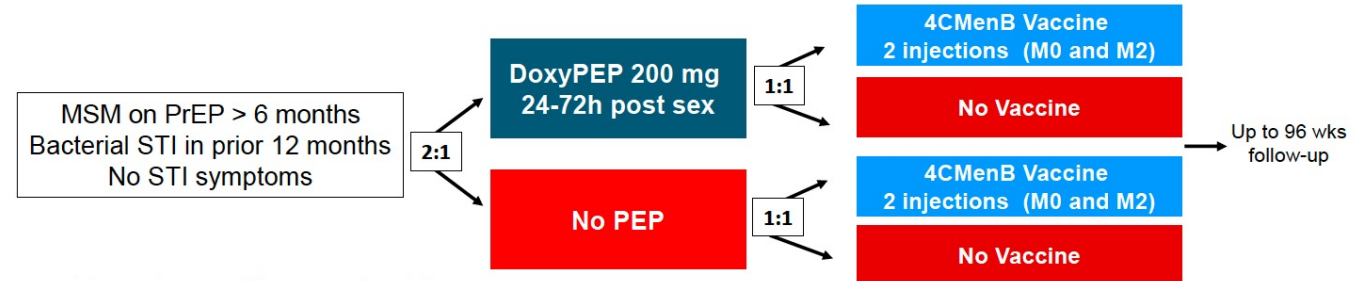 MSM on PrEP > 6 months
Bacterial STI in prior 12 months
No STI symptoms
2:1
DoxyPEP 200 mg
24-72h post sex
1:1
4CMenB Vaccine
2 injections (M0 and M2)
No Vaccine
No PEP
1:1
4CMenB Vaccine
2 injections (M0 and M2)
No Vaccine
Up to 96 wks
follow-up